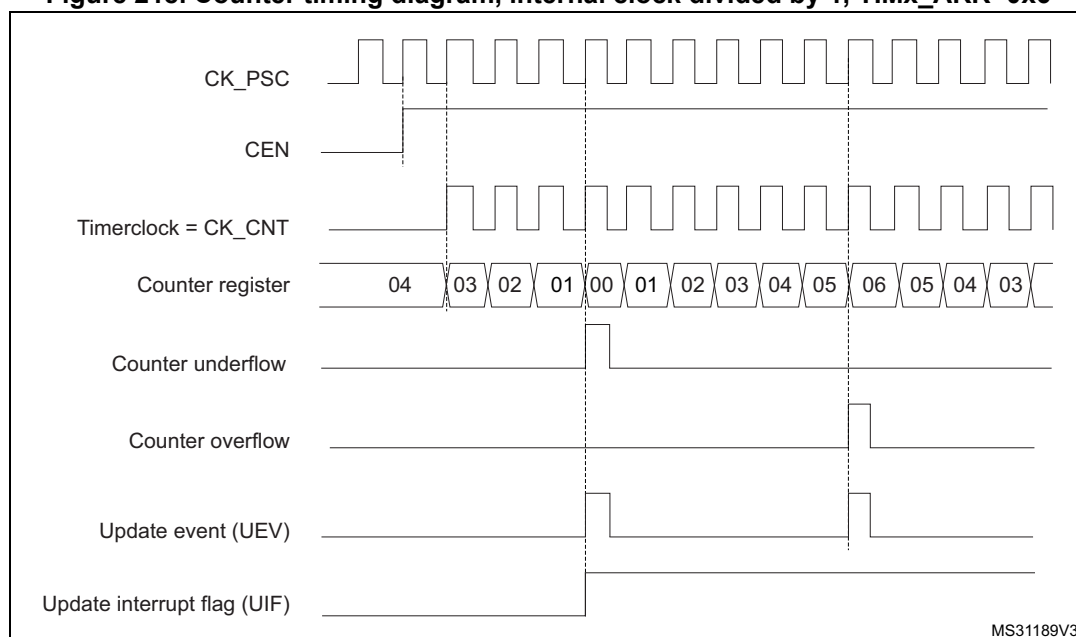 CK_PSC
CEN
Timerclock = CK_CNT
Counter register 04 03 02 01 00 01 02 03 04 05 06 05 04 03
Counter underflow
Counter overflow
Update event (UEV)
Update interrupt flag (UIF)
MS31189V3